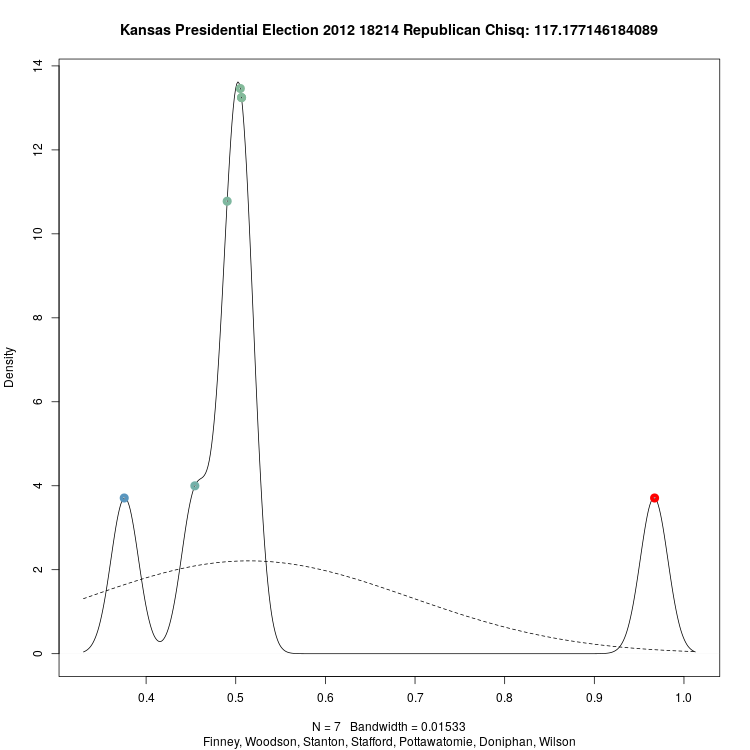 Kansas Presidential Election 2012 18214 Republican Chisq: 117.177146184089
14
12
10
8
6
4
2
0
Density
0.4 0.5 0.6 0.7 0.8 0.9 1.0
N = 7 Bandwidth = 0.01533
Finney, Woodson, Stanton, Stafford, Pottawatomie, Doniphan, Wilson